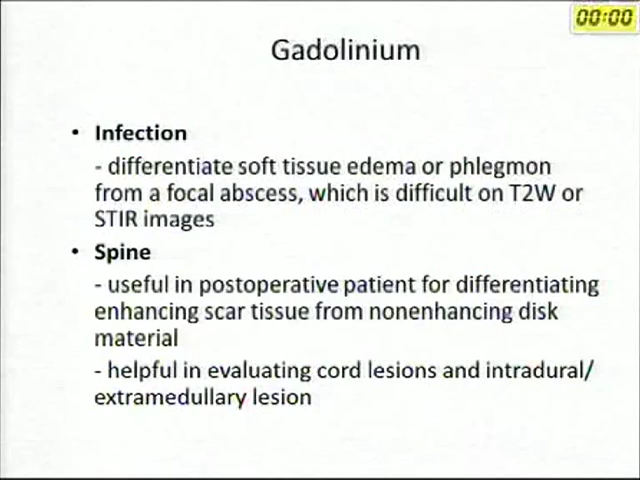 00:00
Gadolinium
• Infection
- differentiate soft tissue edema or phlegmon
from a focal abscess, which is difficult on T2W or
STIR images
• Spine
- useful in postoperative patient for differentiating
enhancing scar tissue from nonenhancing disk
material
- helpful in evaluating cord lesions and intradural/
extramedullary lesion